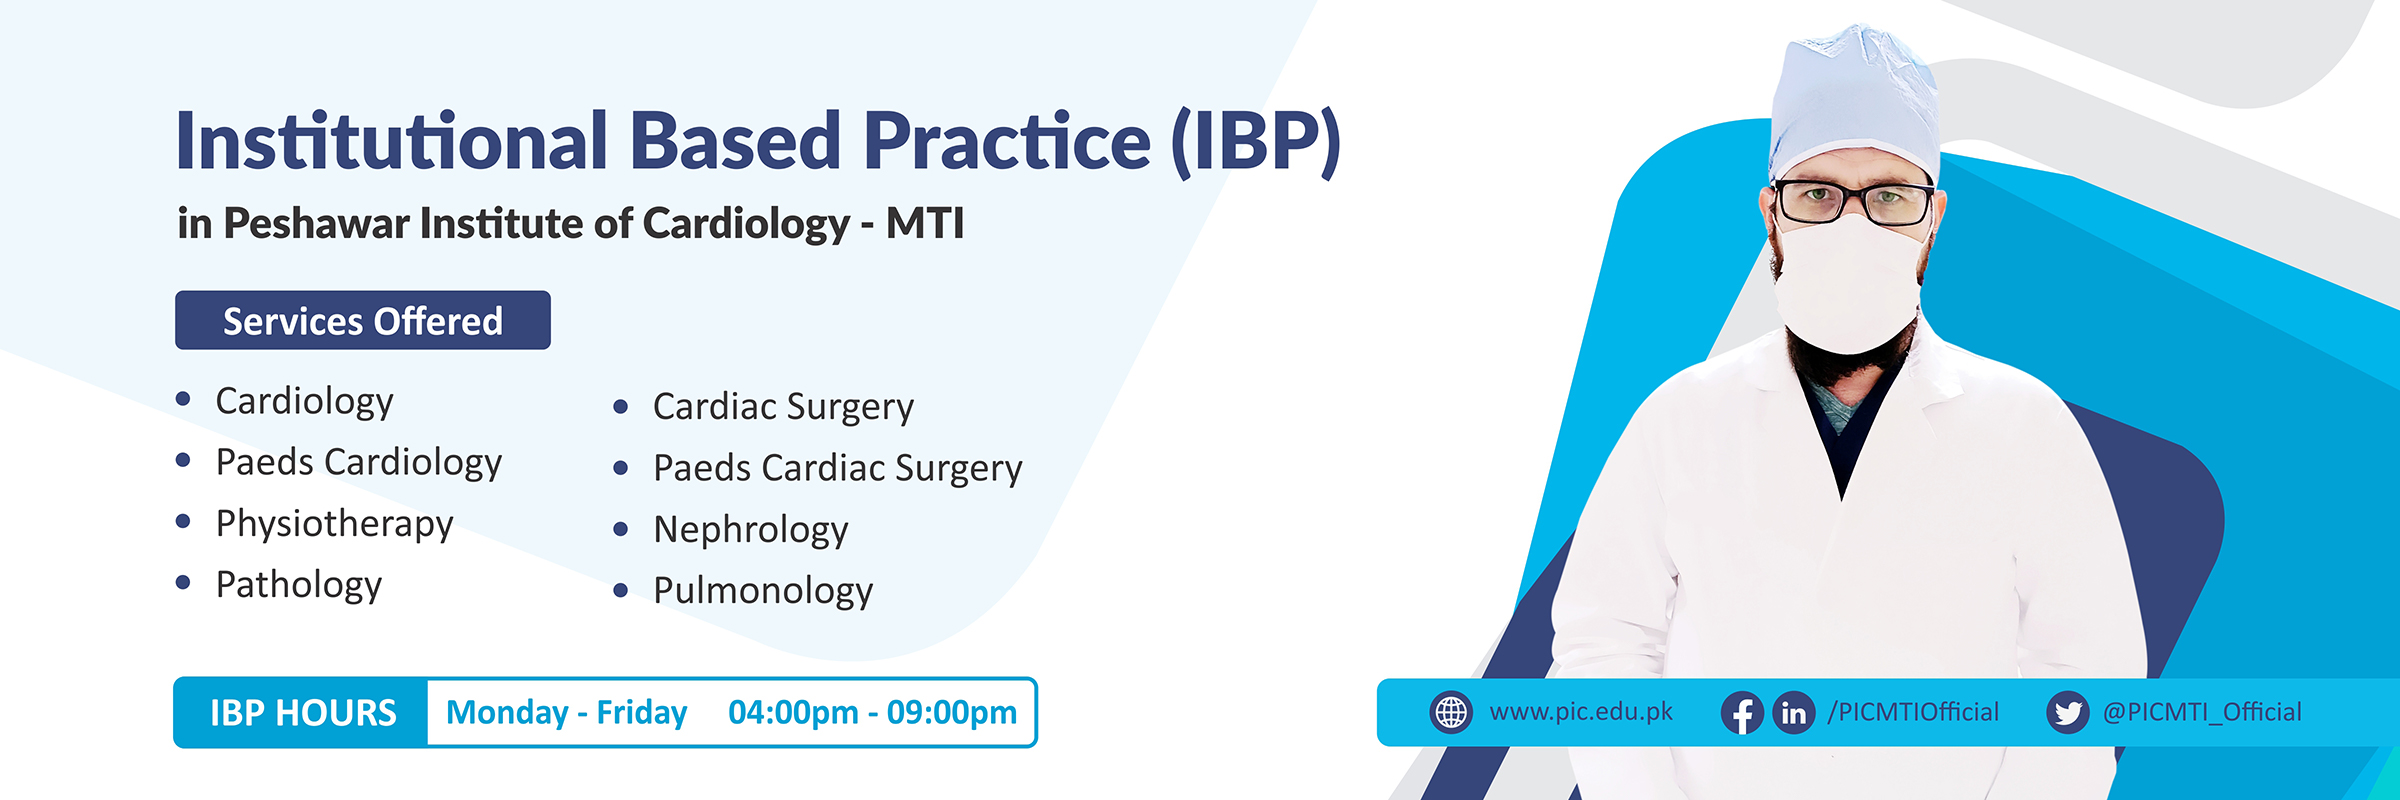 Institutional Based Practice (IBP)
in Peshawar Institute of Cardiology - MTI
Services Offered
Cardiology
Paeds Cardiology
Physiotherapy
Pathology
Cardiac Surgery
Paeds Cardiac Surgery
Nephrology
Pulmonology
IBP HOURS Monday - Friday 04:00pm - 09:00pm
www.pic.edu.pk /PICMTIOfficial @PICMTI_Official